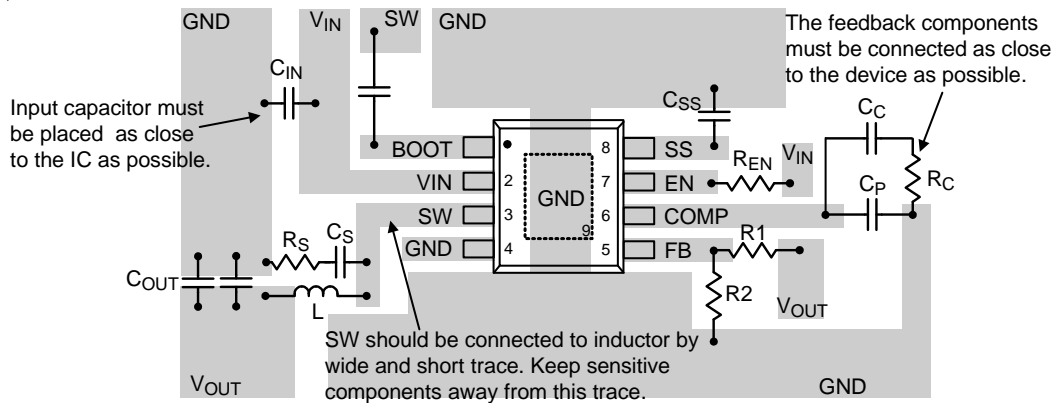 GND
VIN
SW
GND
The feedback components
must be connected as close
to the device as possible.
CIN
Input capacitor must
be placed as close
to the IC as possible.
CSS
CC
BOOT
8
SS
REN
VIN
RC
VIN
2
GND
7
EN
CP
SW
3
6
COMP
GND
4
9
5
FB
R1
RS
CS
COUT
R2
L
VOUT
SW should be connected to inductor by
wide and short trace. Keep sensitive
components away from this trace.
VOUT
GND